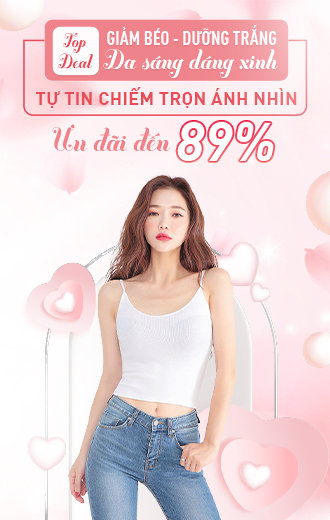 Top
Deal
GIẢM BÉO - DƯỠNG TRẮNG
Da sáng dáng xinh
TỰ TIN CHIẾM TRỌN ÁNH NHÌN
Ưu đãi đến 89%